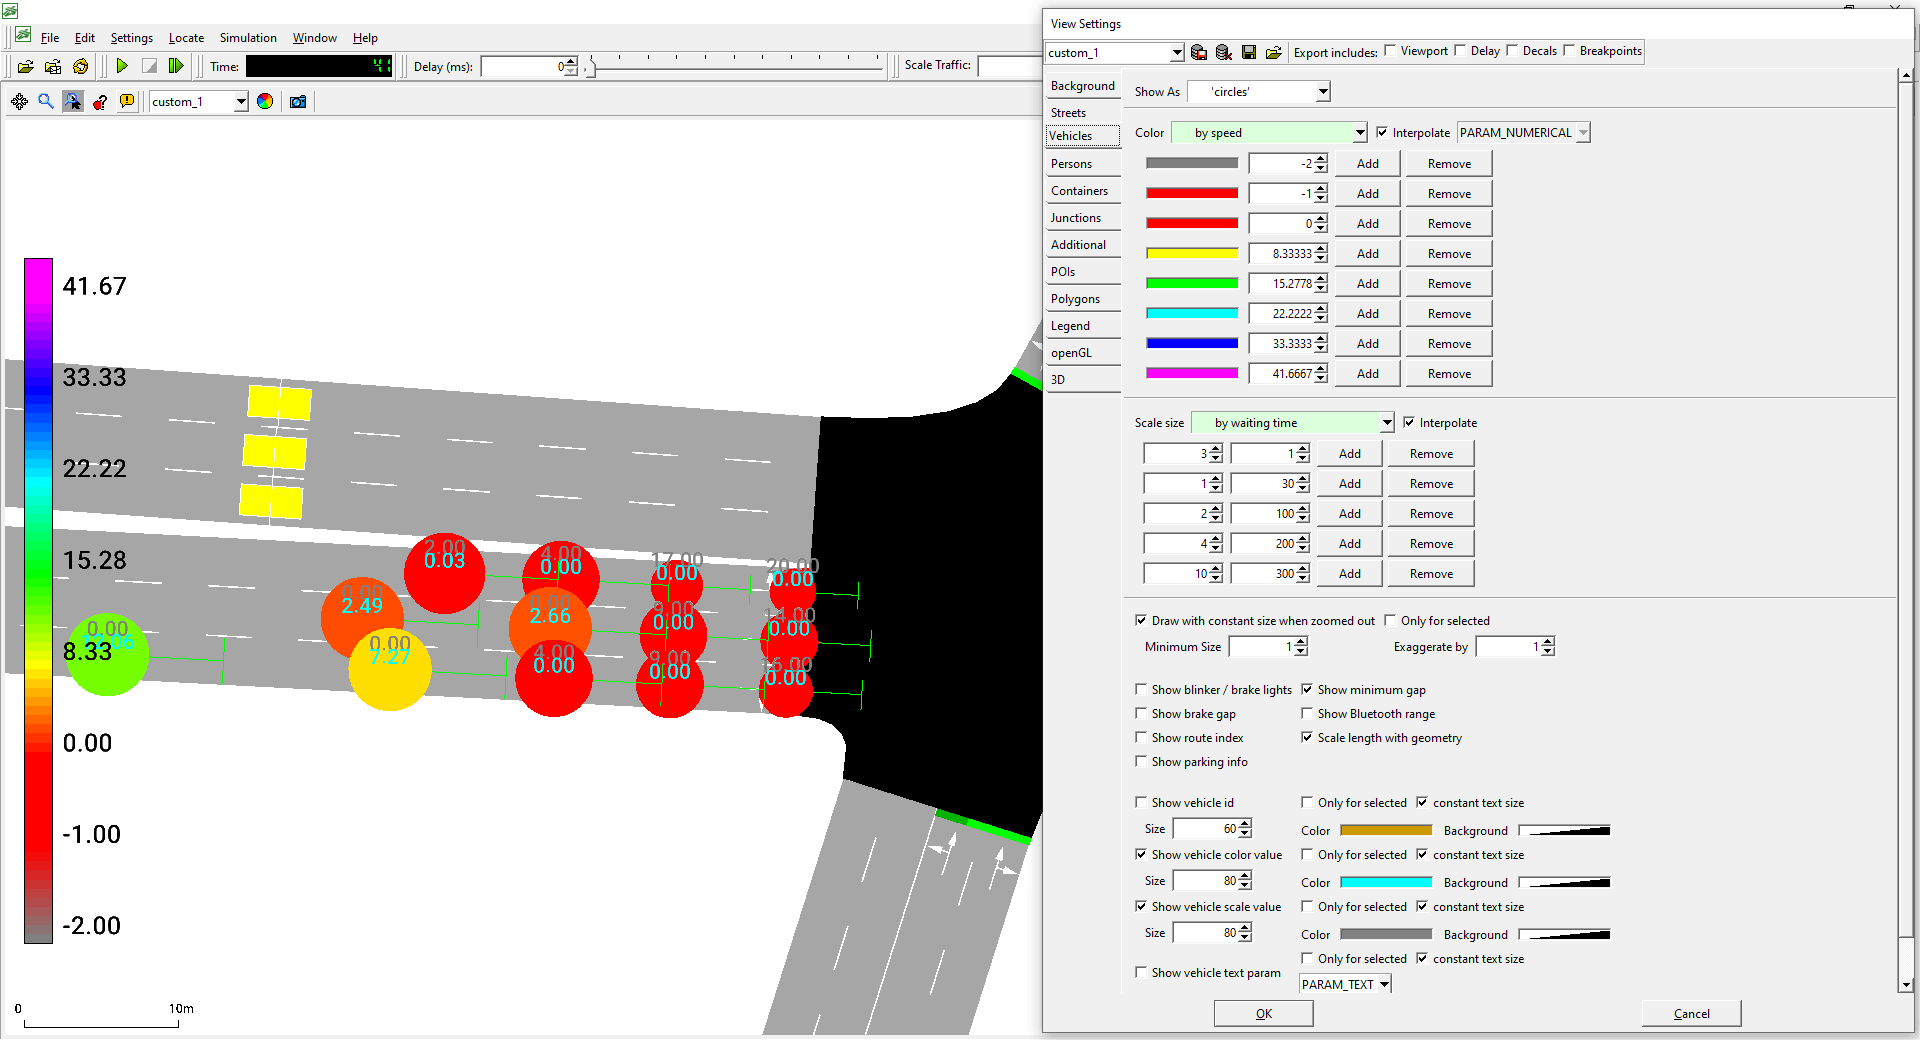 File Edit Settings Locate Simulation Window Help
Time: 41 Delay (ms): 0 Scale Traffic:
custom_1
41.67
33.33
22.22
15.28
8.33
0.00
-1.00
-2.00
2.00
0.03
4.00
0.00
17.00
0.00
20.00
0.00
0.00
2.49
0.00
2.66
9.00
0.00
14.00
0.00
0.00
0.00
7.27
4.00
0.00
9.00
0.00
16.00
0.00
0 10m
View Settings
custom_1 Export includes: Viewport Delay Decals Breakpoints
Background
Streets
Vehicles
Persons
Containers
Junctions
Additional
POIs
Polygons
Legend
openGL
3D
Show As 'circles'
Color by speed Interpolate PARAM_NUMERICAL
-2 Add Remove
-1 Add Remove
0 Add Remove
8.33333 Add Remove
15.2778 Add Remove
22.2222 Add Remove
33.3333 Add Remove
41.6667 Add Remove
Scale size by waiting time Interpolate
3 1 Add Remove
1 30 Add Remove
2 100 Add Remove
4 200 Add Remove
10 300 Add Remove
Draw with constant size when zoomed out Only for selected
Minimum Size 1 Exaggerate by 1
Show blinker / brake lights Show minimum gap
Show brake gap Show Bluetooth range
Show route index Scale length with geometry
Show parking info
Show vehicle id Only for selected constant text size
Size 60 Color Background
Show vehicle color value Only for selected constant text size
Size 80 Color Background
Show vehicle scale value Only for selected constant text size
Size 80 Color Background
Only for selected constant text size
Show vehicle text param PARAM_TEXT
OK Cancel